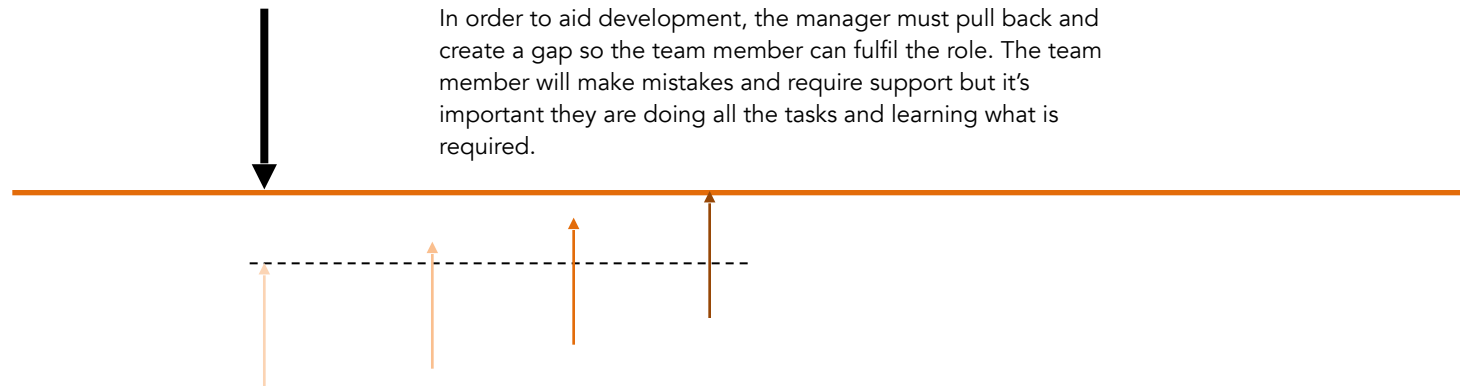 In order to aid development, the manager must pull back and
create a gap so the team member can fulfil the role. The team
member will make mistakes and require support but it’s
important they are doing all the tasks and learning what is
required.